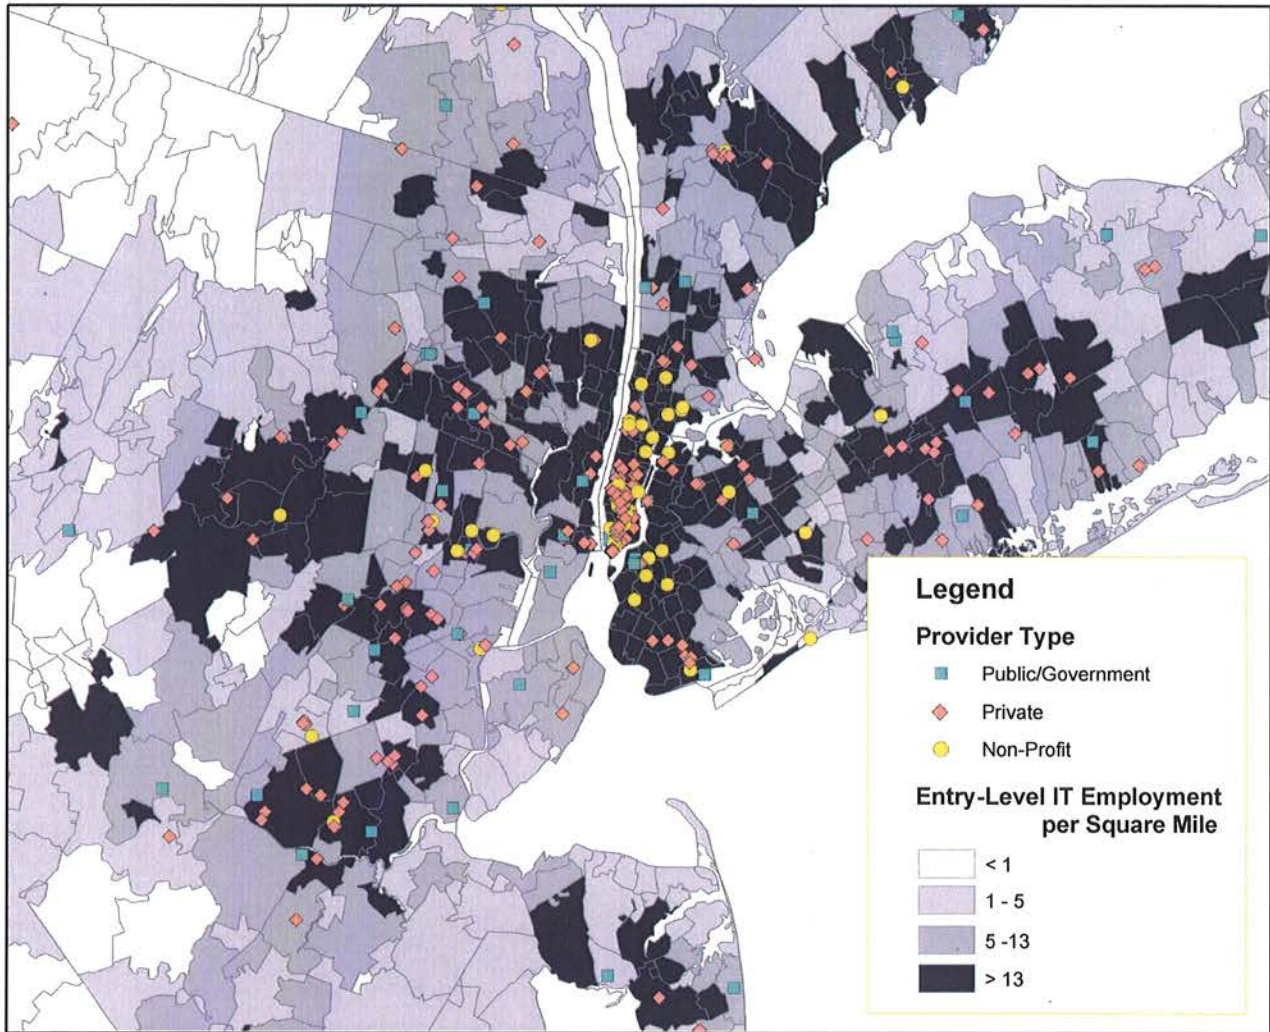 Legend
Provider Type
Public/Government
Private
Non-Profit
Entry-Level IT Employment
per Square Mile
< 1
1 - 5
5 -13
> 13